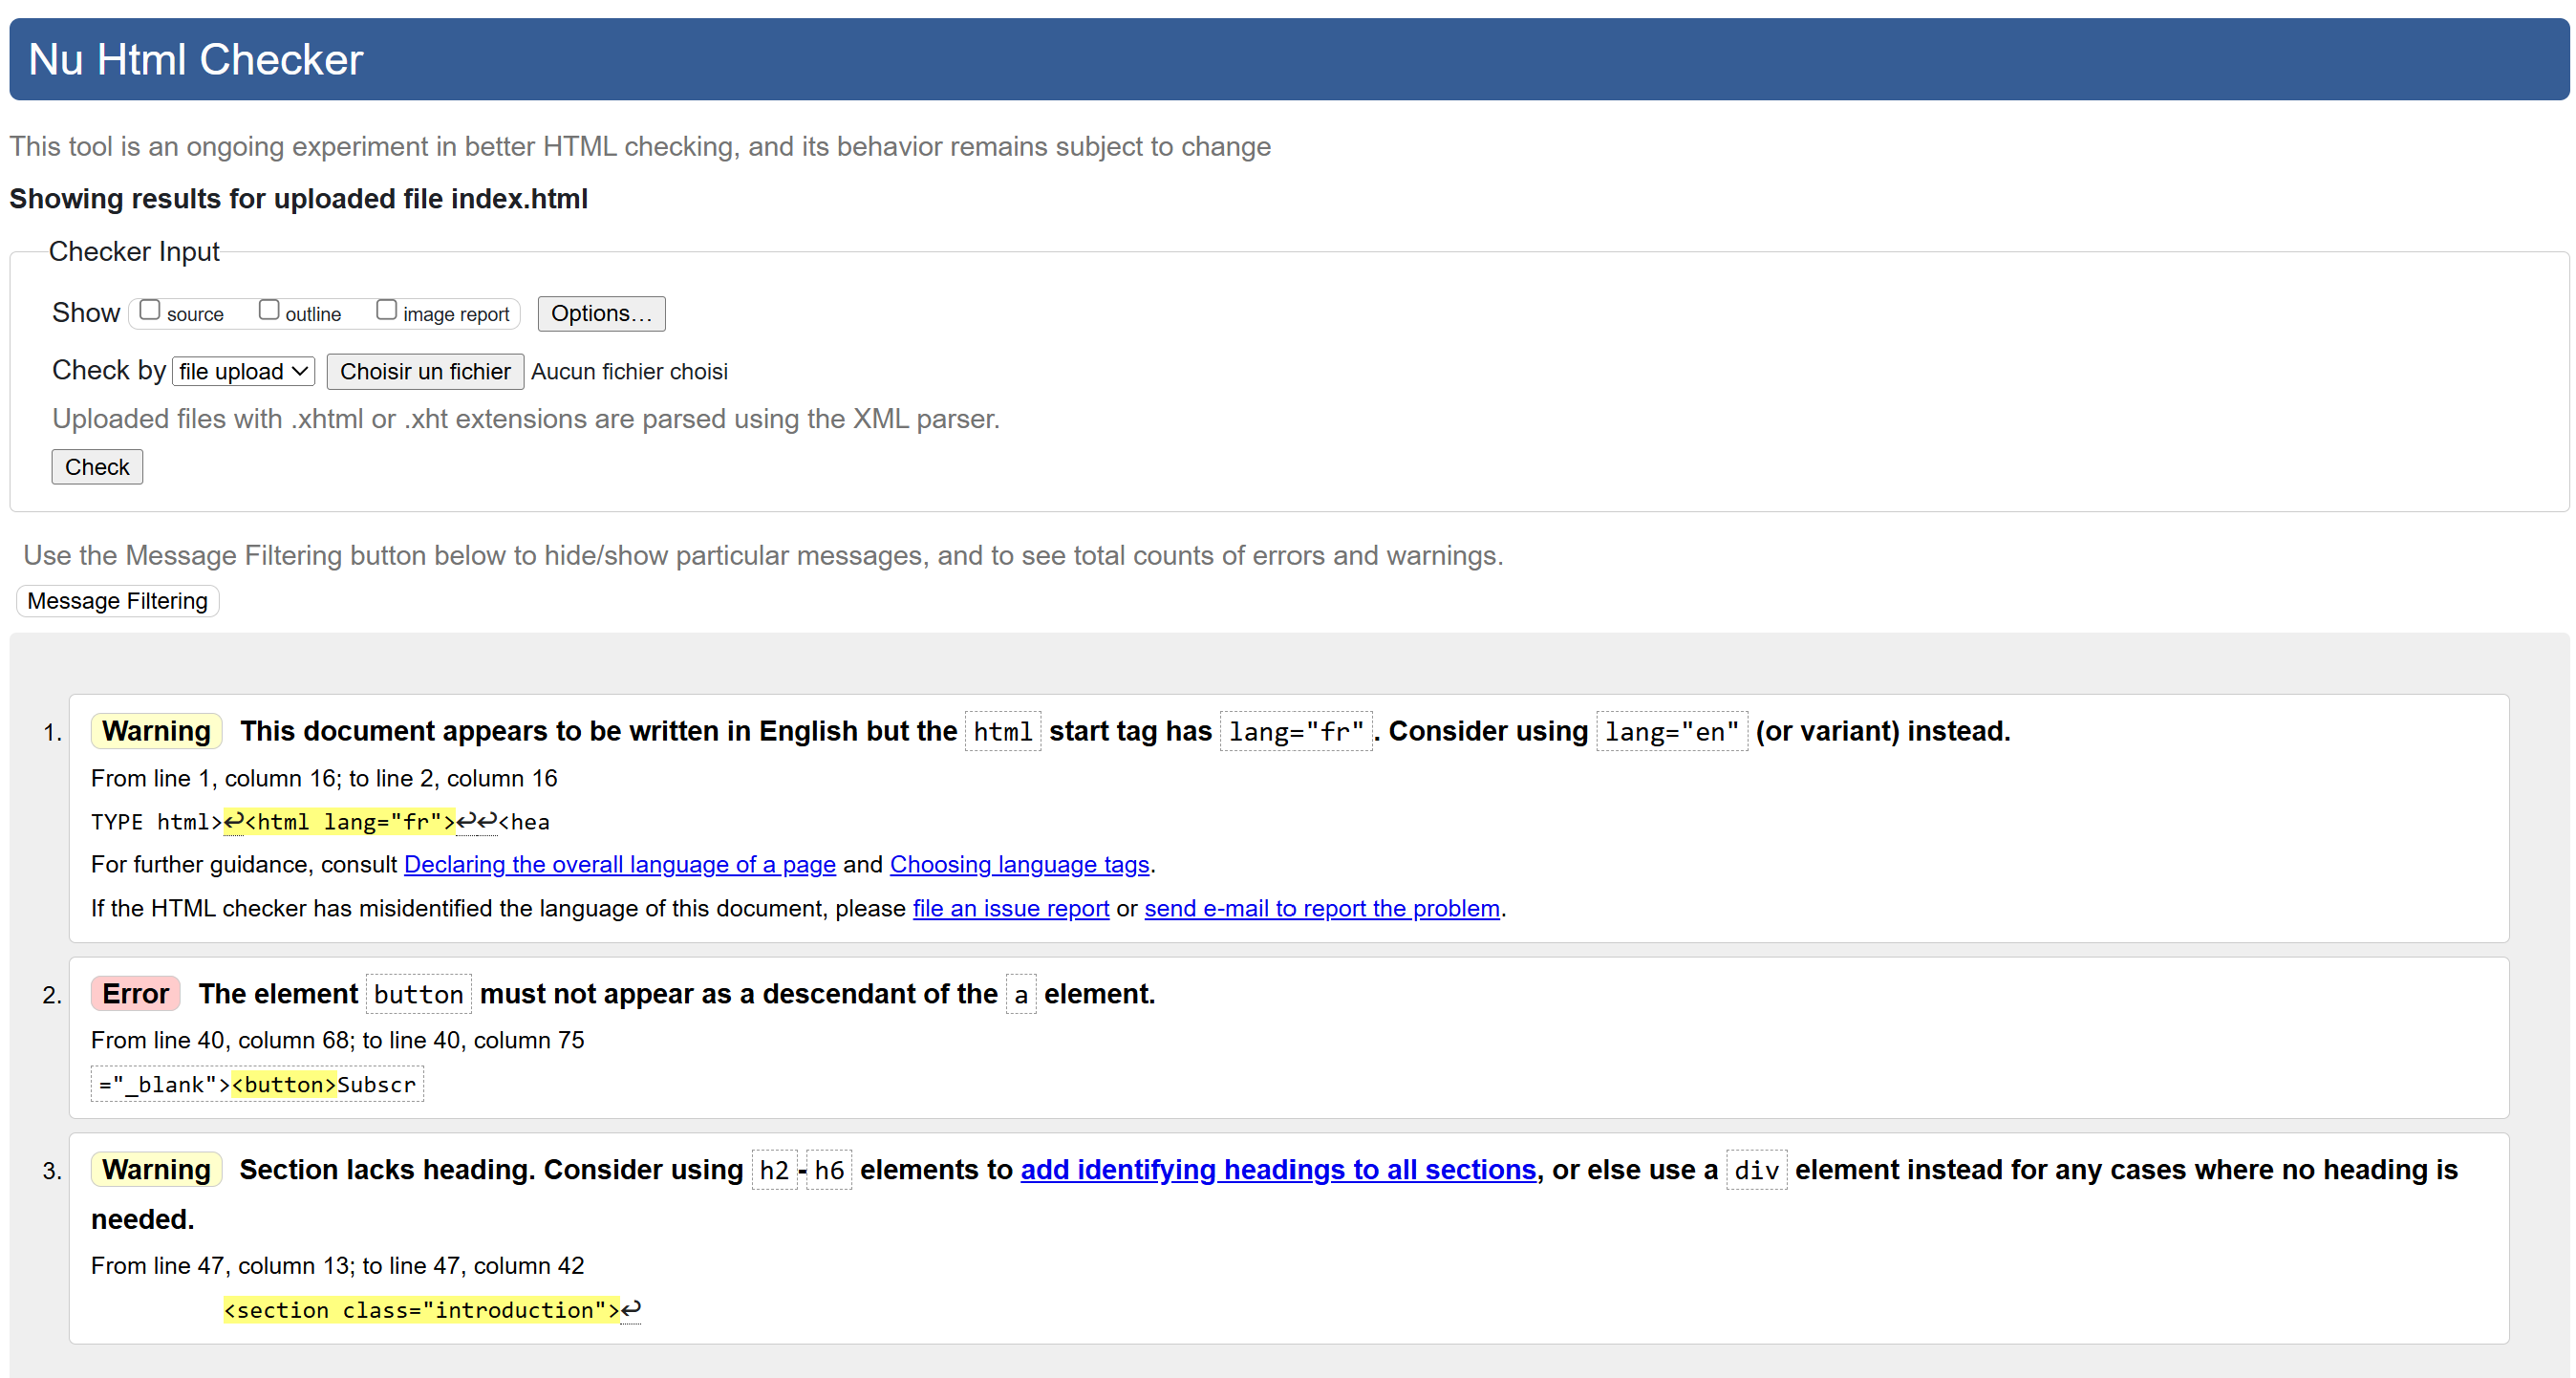 Nu Html Checker
This tool is an ongoing experiment in better HTML checking, and its behavior remains subject to change
Showing results for uploaded file index.html
Checker Input
Show source outline image report Options…
Check by file upload Choisir un fichier Aucun fichier choisi
Uploaded files with .xhtml or .xht extensions are parsed using the XML parser.
Check
Use the Message Filtering button below to hide/show particular messages, and to see total counts of errors and warnings.
Message Filtering
1. Warning This document appears to be written in English but the html start tag has lang="fr". Consider using lang="en" (or variant) instead.
From line 1, column 16; to line 2, column 16
TYPE html>↩<html lang="fr">↩↩<hea
For further guidance, consult Declaring the overall language of a page and Choosing language tags.
If the HTML checker has misidentified the language of this document, please file an issue report or send e-mail to report the problem.
2. Error The element button must not appear as a descendant of the a element.
From line 40, column 68; to line 40, column 75
="_blank"><button>Subscr
3. Warning Section lacks heading. Consider using h2-h6 elements to add identifying headings to all sections, or else use a div element instead for any cases where no heading is
needed.
From line 47, column 13; to line 47, column 42
<section class="introduction">↩